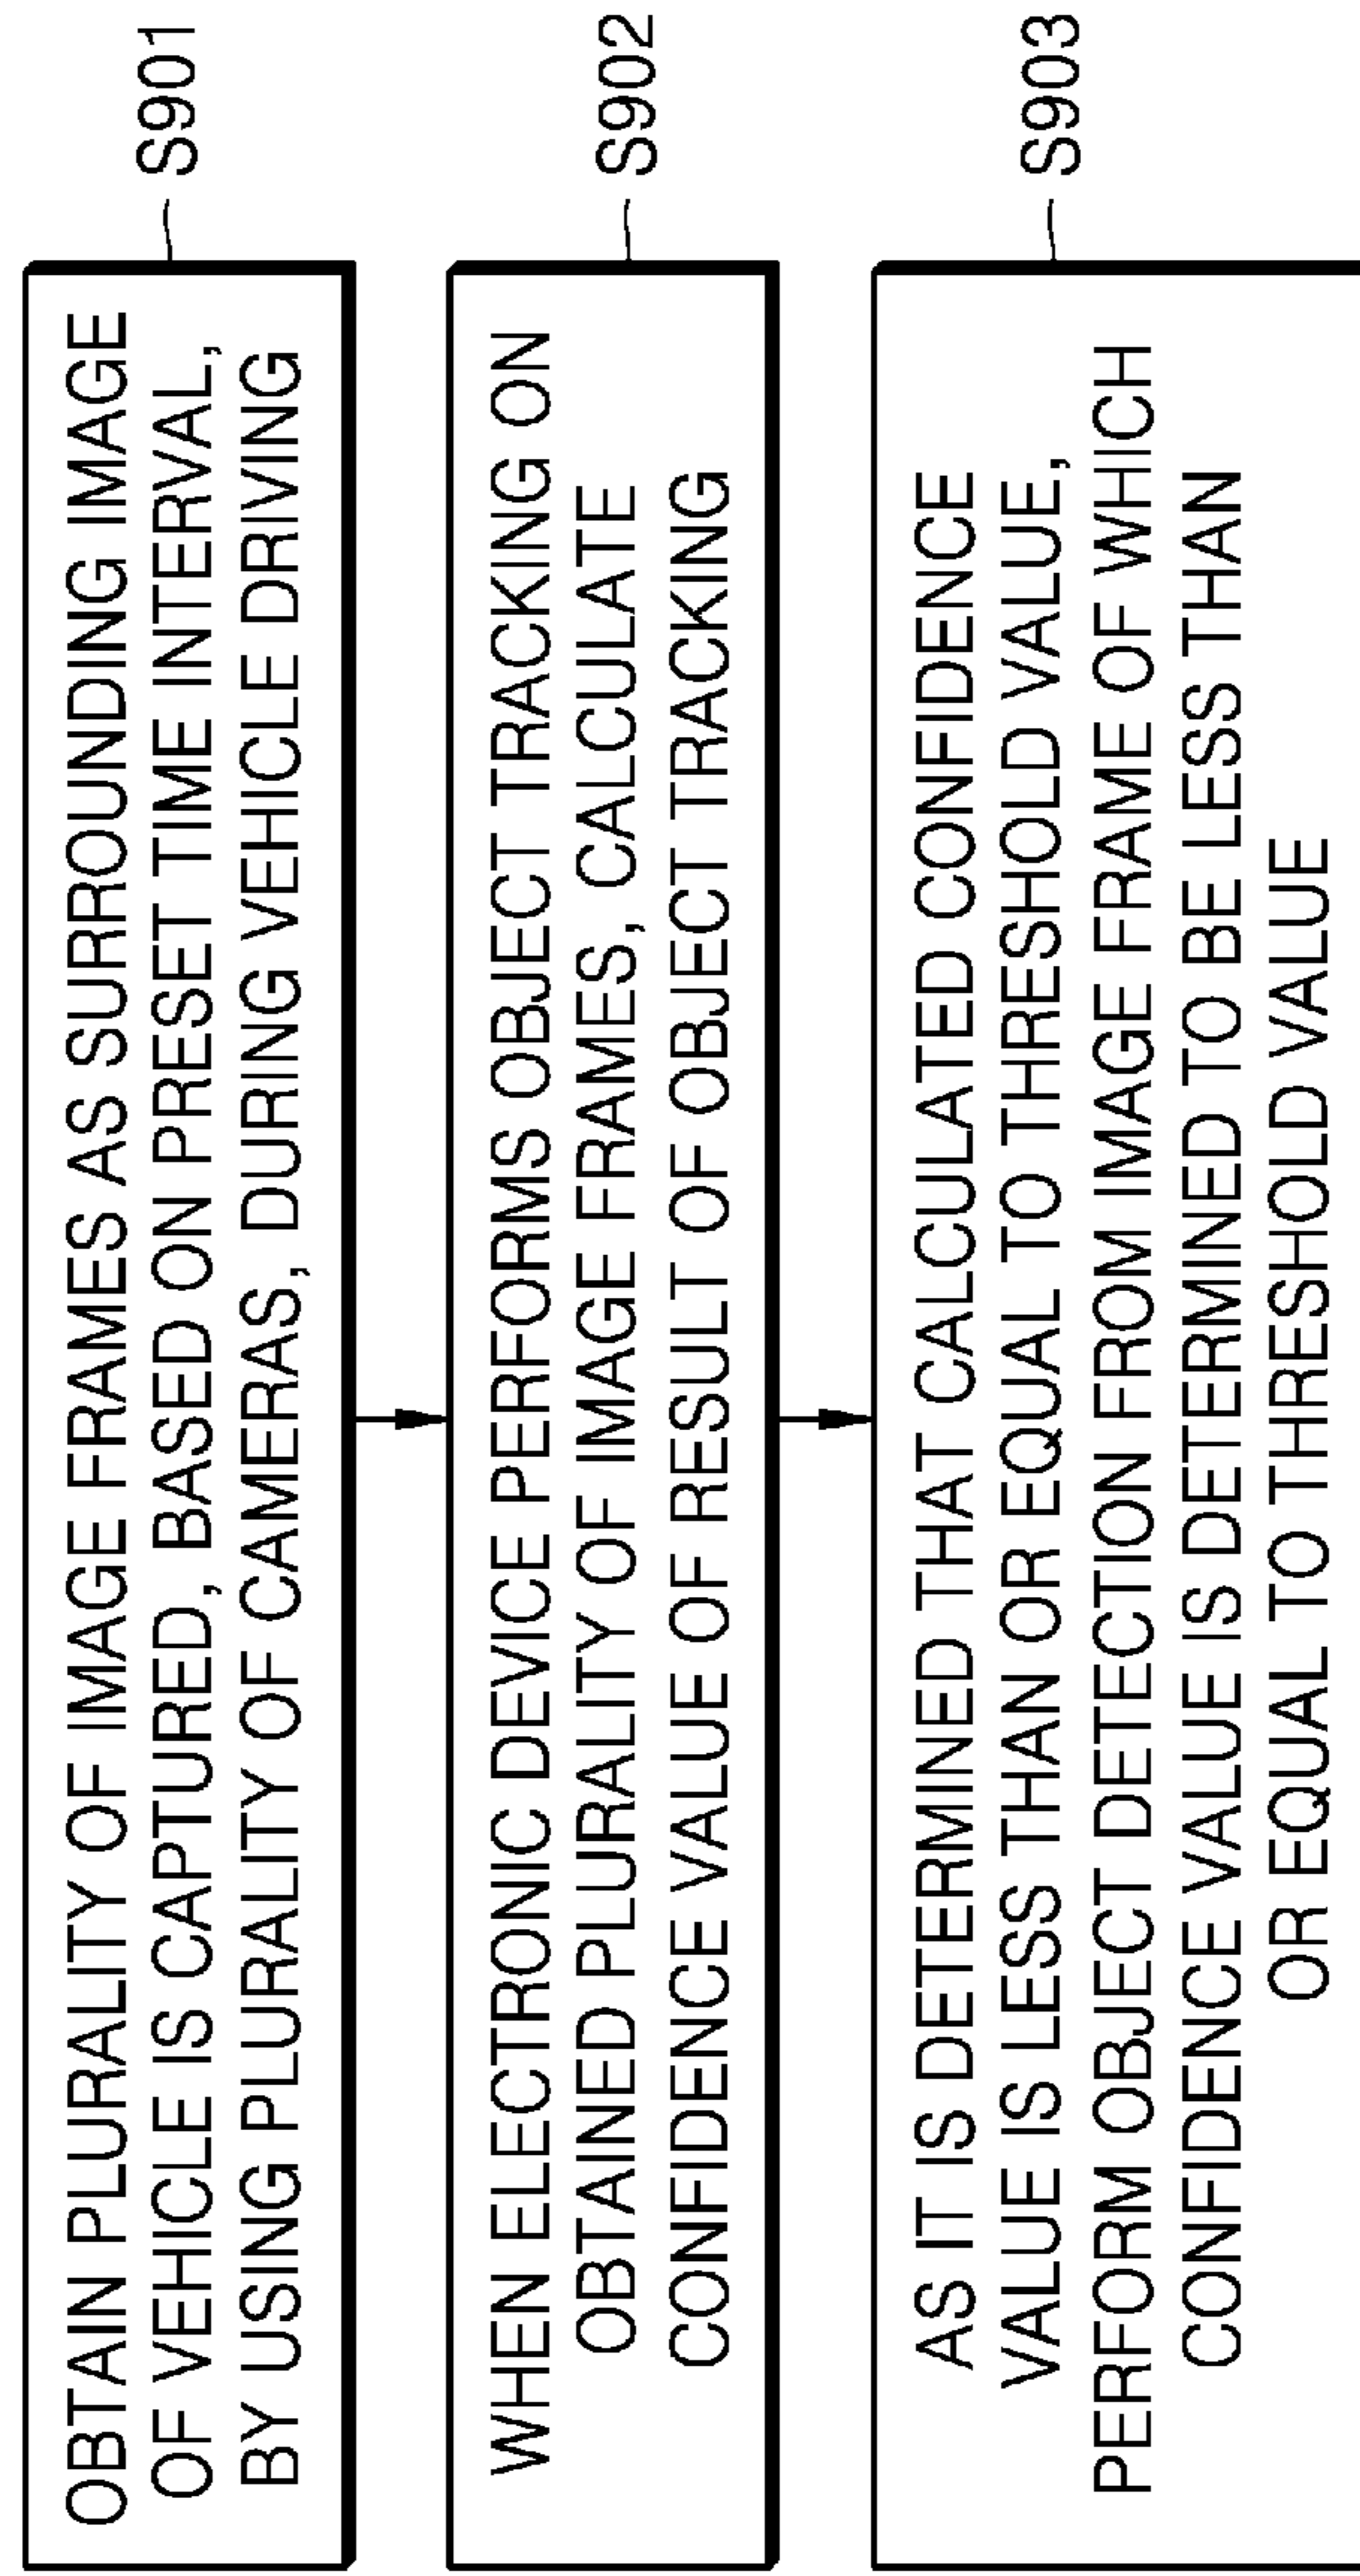 OBTAIN PLURALITY OF IMAGE FRAMES AS SURROUNDING IMAGE
OF VEHICLE IS CAPTURED, BASED ON PRESET TIME INTERVAL,
BY USING PLURALITY OF CAMERAS, DURING VEHICLE DRIVING
S901
WHEN ELECTRONIC DEVICE PERFORMS OBJECT TRACKING ON
OBTAINED PLURALITY OF IMAGE FRAMES, CALCULATE
CONFIDENCE VALUE OF RESULT OF OBJECT TRACKING
S902
AS IT IS DETERMINED THAT CALCULATED CONFIDENCE
VALUE IS LESS THAN OR EQUAL TO THRESHOLD VALUE,
PERFORM OBJECT DETECTION FROM IMAGE FRAME OF WHICH
CONFIDENCE VALUE IS DETERMINED TO BE LESS THAN
OR EQUAL TO THRESHOLD VALUE
S903